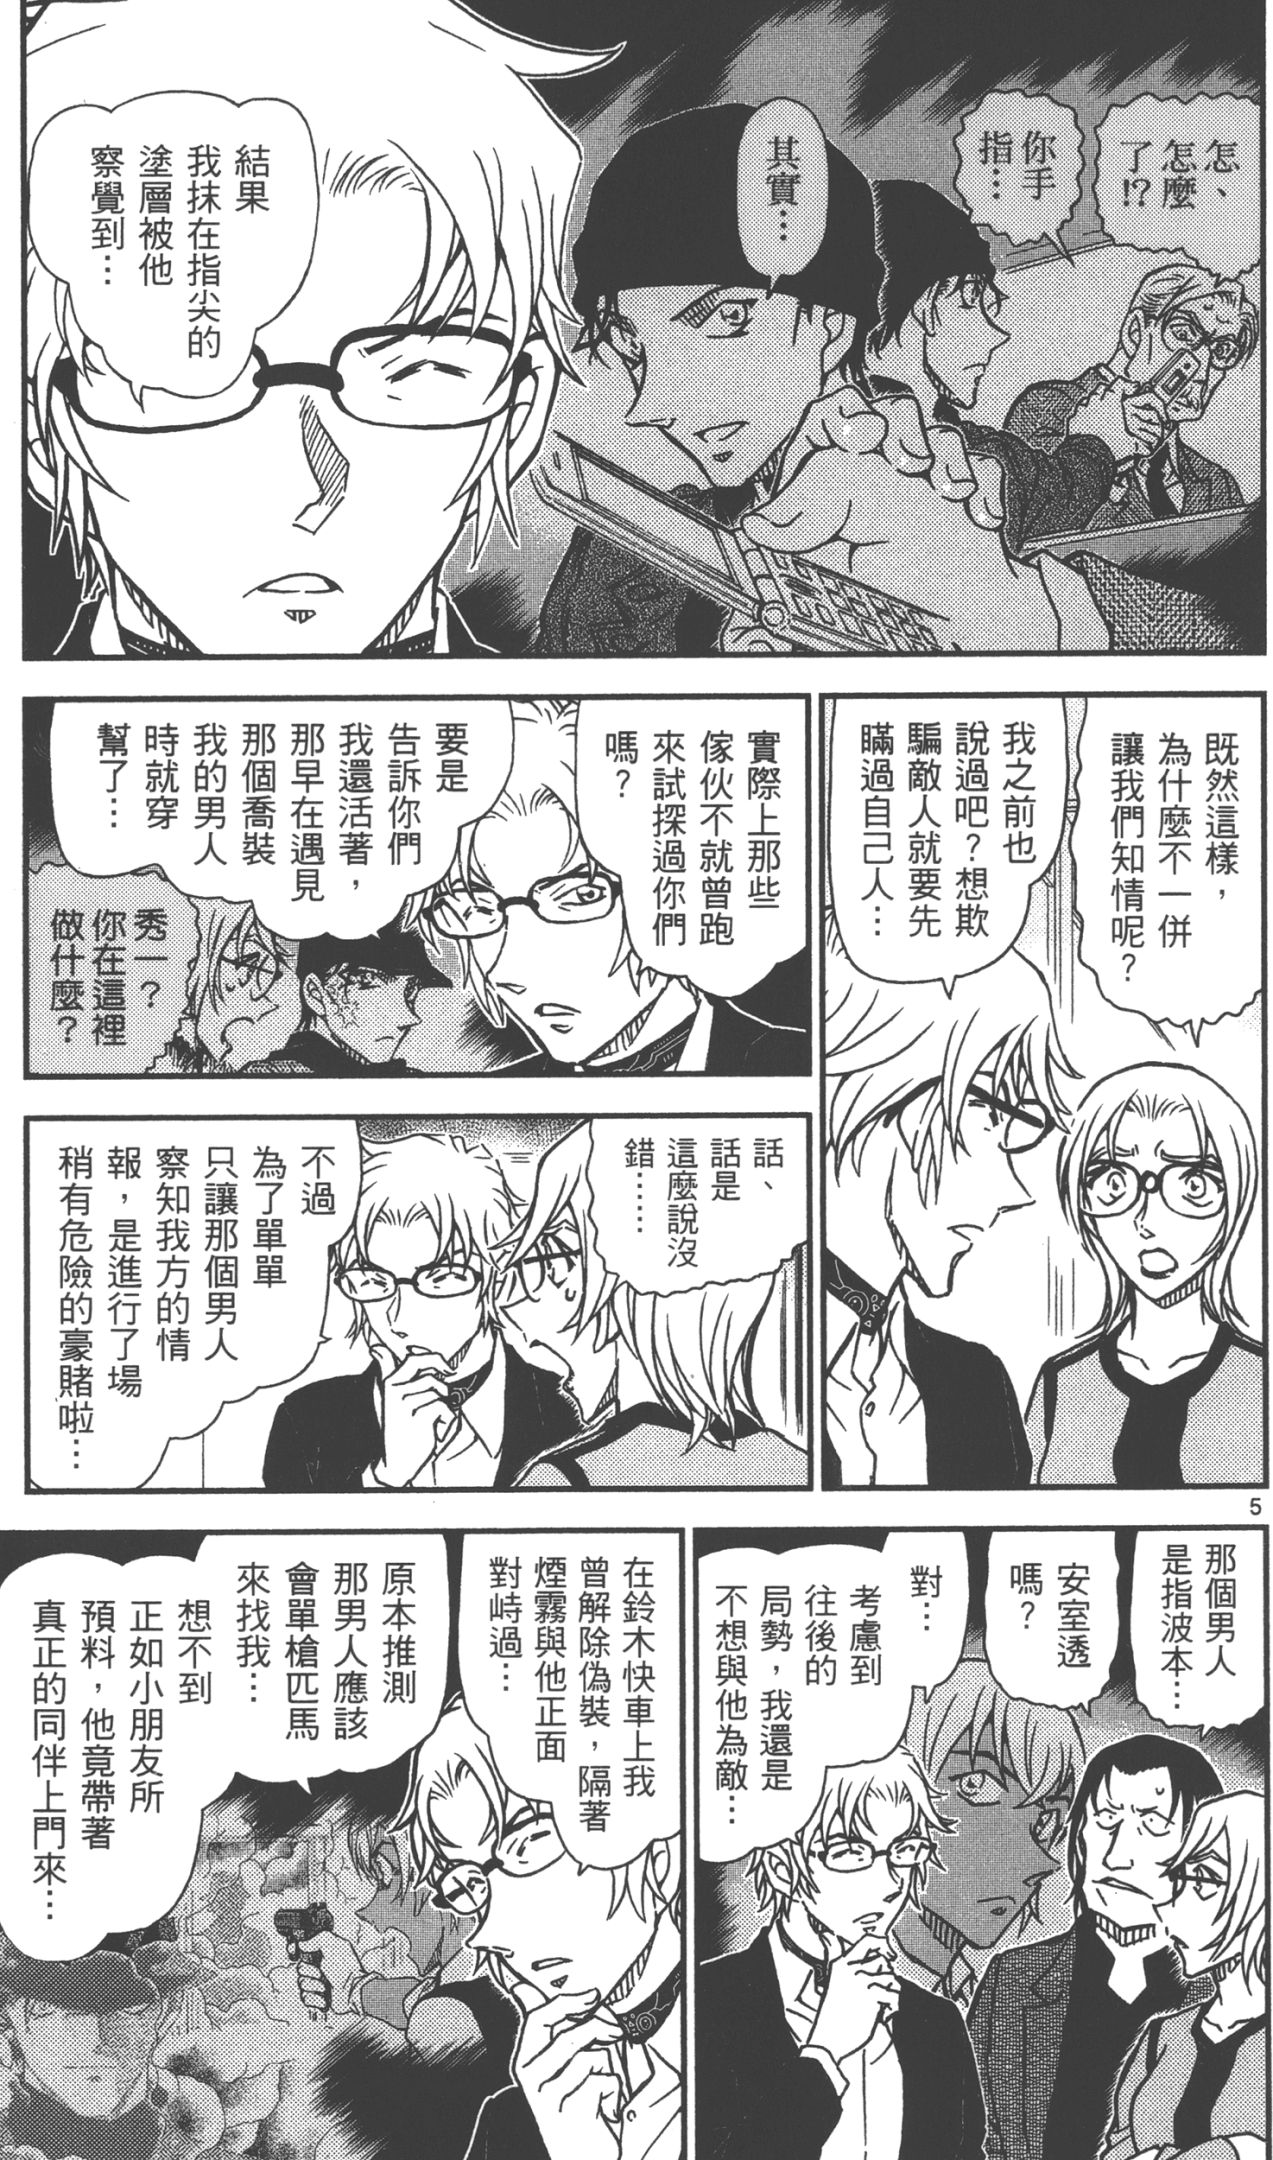 怎、
怎麼
了!?
你手
指…
其實…
結果
我抹在指尖的
塗層被他
察覺到…
既然這樣，
為什麼不一併
讓我們知情呢？
我之前也
說過吧？想欺
騙敵人就要先
瞞過自己人…
實際上那些
傢伙不就曾跑
來試探過你們
嗎？
要是
告訴你們
我還活著，
那早在遇見
那個喬裝
我的男人
時就穿
幫了…
秀一？
你在這裡
做什麼？
話、
話是
這麼說沒
錯……
不過
為了單單
只讓那個男人
察知我方的情
報，是進行了場
稍有危險的豪賭啦…
5
那個男人
是指波本…
安室透
嗎？
對…
考慮到
往後的
局勢，我還是
不想與他為敵…
在鈴木快車上我
曾解除偽裝，隔著
煙霧與他正面
對峙過…
原本推測
那男人應該
會單槍匹馬
來找我…
想不到
正如小朋友所
預料，他竟帶著
真正的同伴上門來…